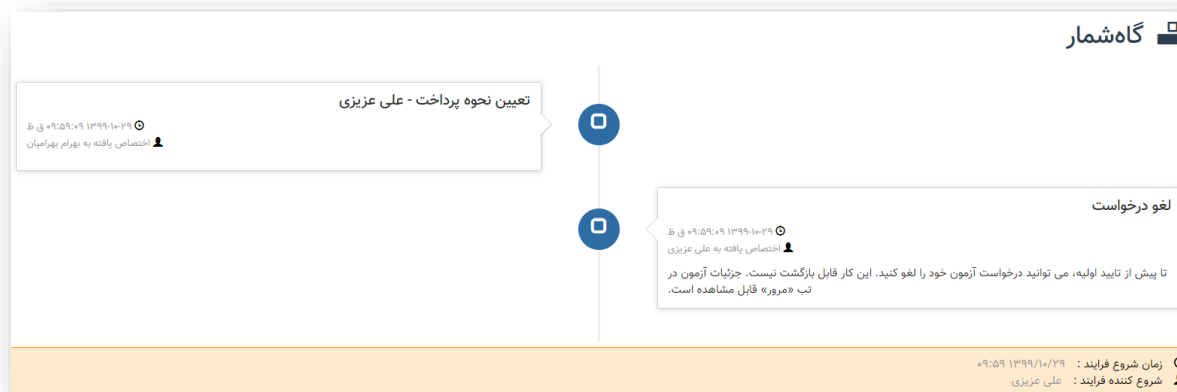 گاه‌شمار
تعیین نحوه پرداخت - علی عزیزی
۱۳۹۹-۱۰-۲۹ ۰۹:۵۹:۰۹ ق ظ
اختصاص یافته به بهرام بهرامیان
لغو درخواست
۱۳۹۹-۱۰-۲۹ ۰۹:۵۹:۰۹ ق ظ
اختصاص یافته به علی عزیزی
تا پیش از تایید اولیه، می توانید درخواست آزمون خود را لغو کنید. این کار قابل بازگشت نیست. جزئیات آزمون در
تب «مرور» قابل مشاهده است.
زمان شروع فرایند : ۱۳۹۹/۱۰/۲۹ ۰۹:۵۹
شروع کننده فرایند : علی عزیزی